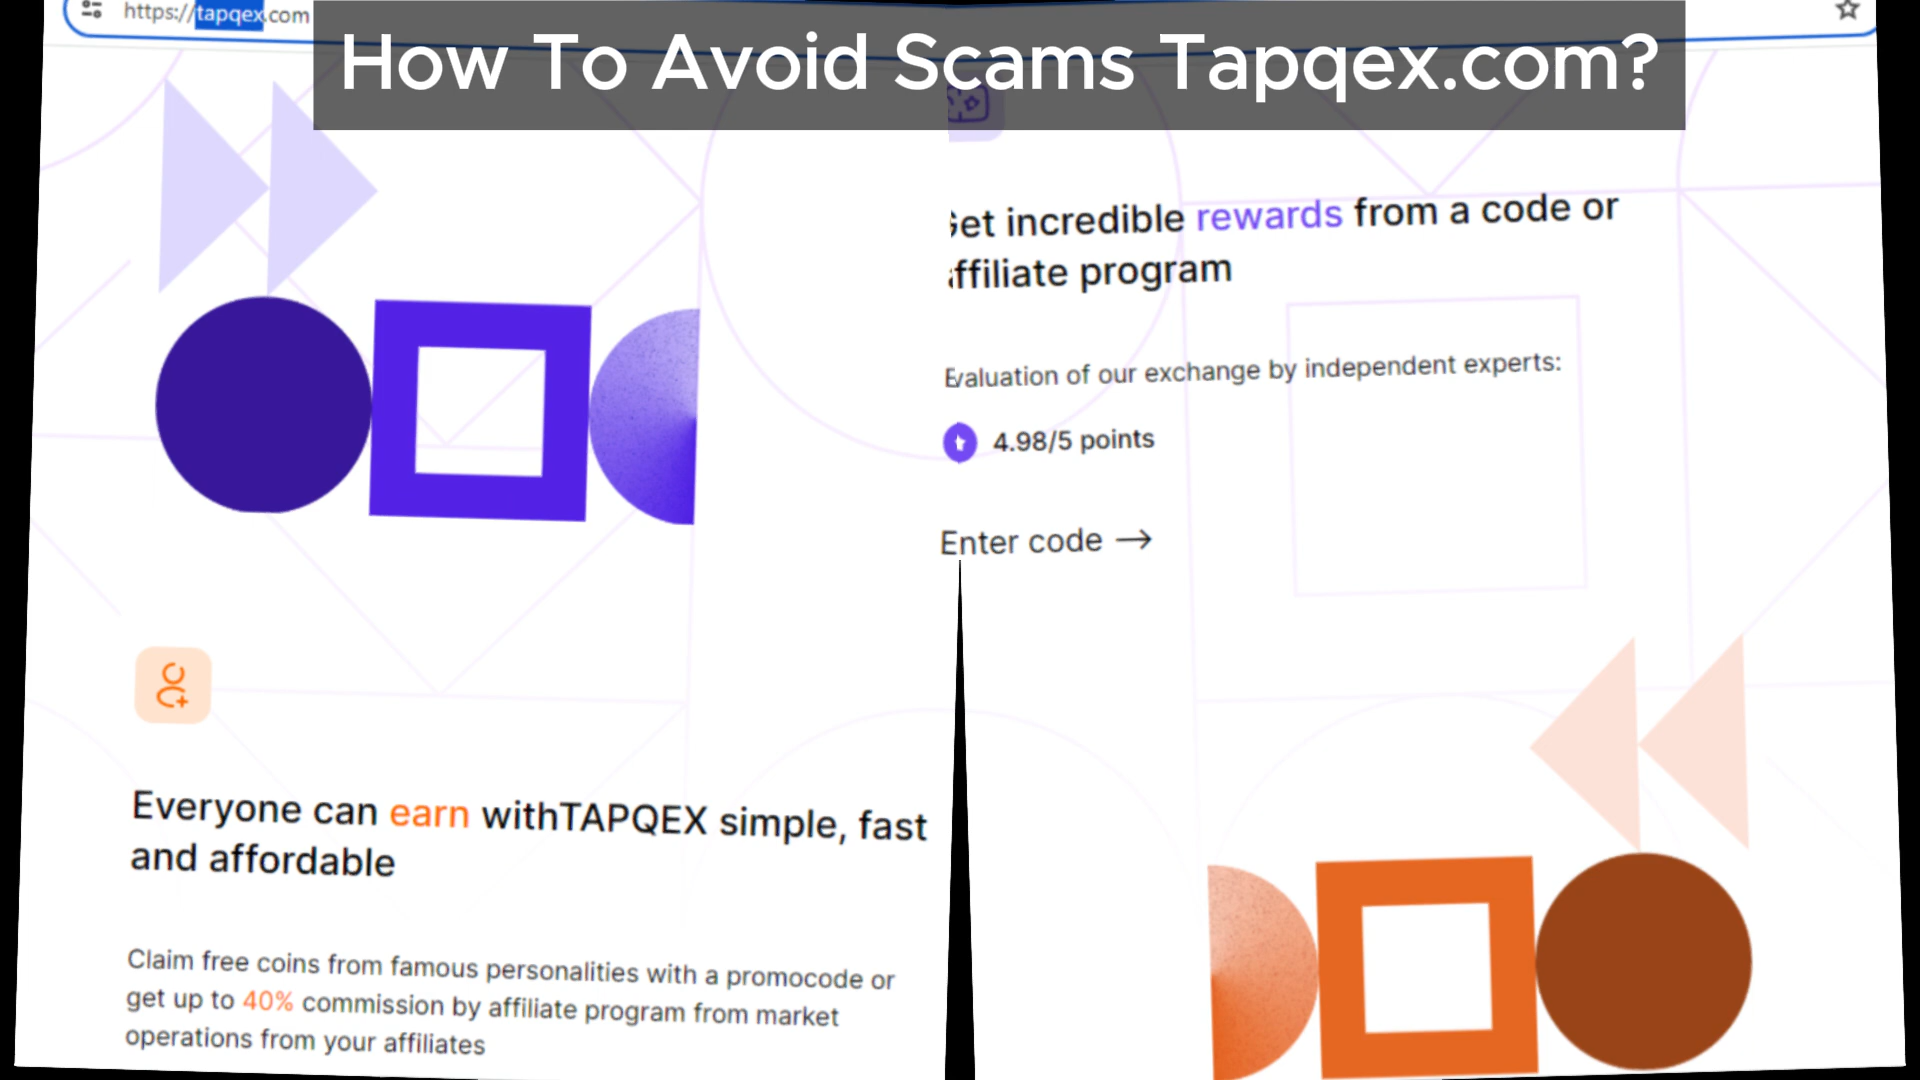 https://tapqex.com
How To Avoid Scams Tapqex.com?
Get incredible rewards from a code or
affiliate program
Evaluation of our exchange by independent experts:
4.98/5 points
Enter code →
Everyone can earn withTAPQEX simple, fast
and affordable
Claim free coins from famous personalities with a promocode or
get up to 40% commission by affiliate program from market
operations from your affiliates